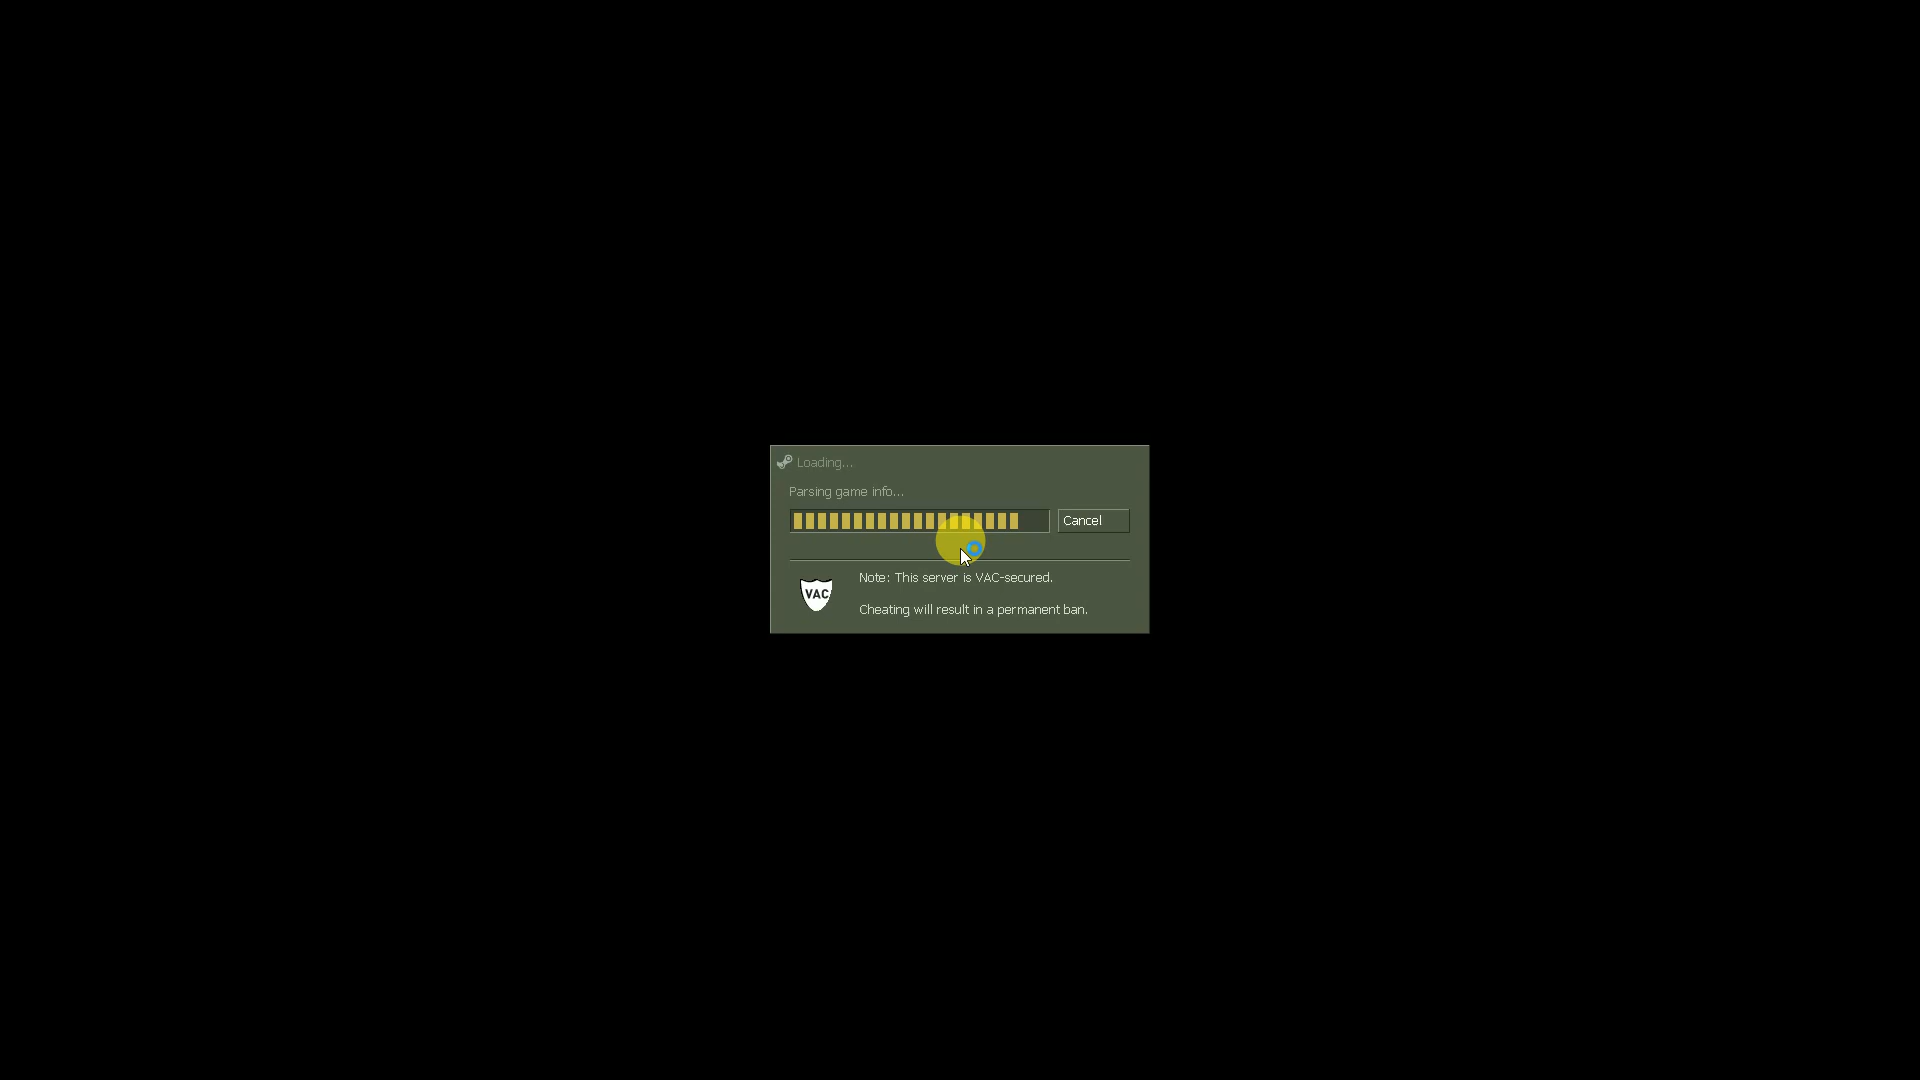 Loading...
Parsing game info...
Cancel
Note: This server is VAC-secured.
VAC
Cheating will result in a permanent ban.